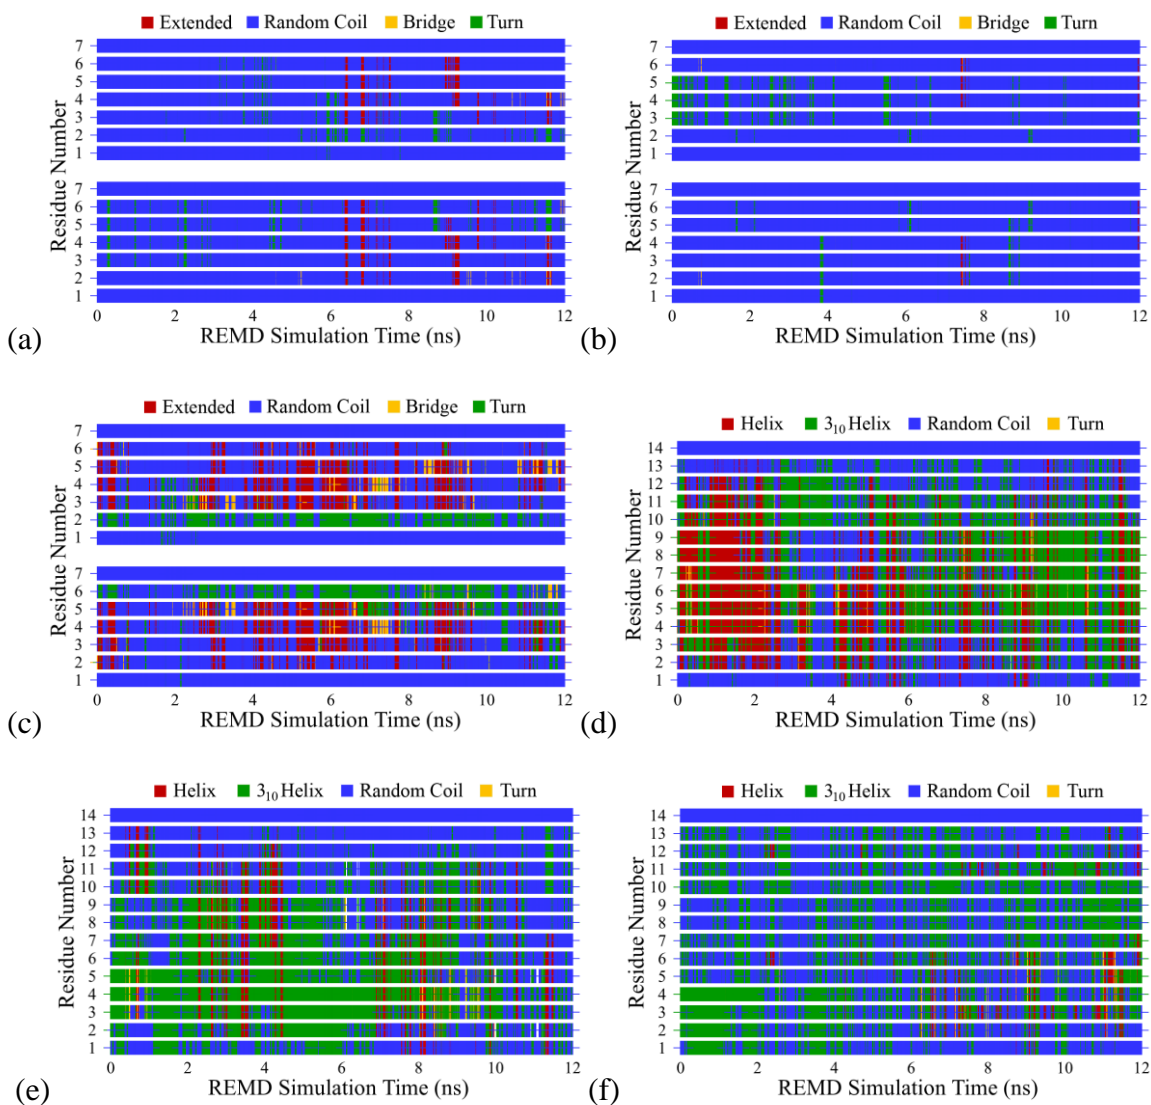 Extended Random Coil Bridge Turn
7
6
5
4
3
2
1
7
6
5
4
3
2
1
Residue Number
0 2 4 6 8 10 12
REMD Simulation Time (ns)
(a)
Extended Random Coil Bridge Turn
7
6
5
4
3
2
1
7
6
5
4
3
2
1
Residue Number
0 2 4 6 8 10 12
REMD Simulation Time (ns)
(b)
Extended Random Coil Bridge Turn
7
6
5
4
3
2
1
7
6
5
4
3
2
1
Residue Number
0 2 4 6 8 10 12
REMD Simulation Time (ns)
(c)
Helix 3₁₀ Helix Random Coil Turn
14
13
12
11
10
9
8
7
6
5
4
3
2
1
Residue Number
0 2 4 6 8 10 12
REMD Simulation Time (ns)
(d)
Helix 3₁₀ Helix Random Coil Turn
14
13
12
11
10
9
8
7
6
5
4
3
2
1
Residue Number
0 2 4 6 8 10 12
REMD Simulation Time (ns)
(e)
Helix 3₁₀ Helix Random Coil Turn
14
13
12
11
10
9
8
7
6
5
4
3
2
1
Residue Number
0 2 4 6 8 10 12
REMD Simulation Time (ns)
(f)